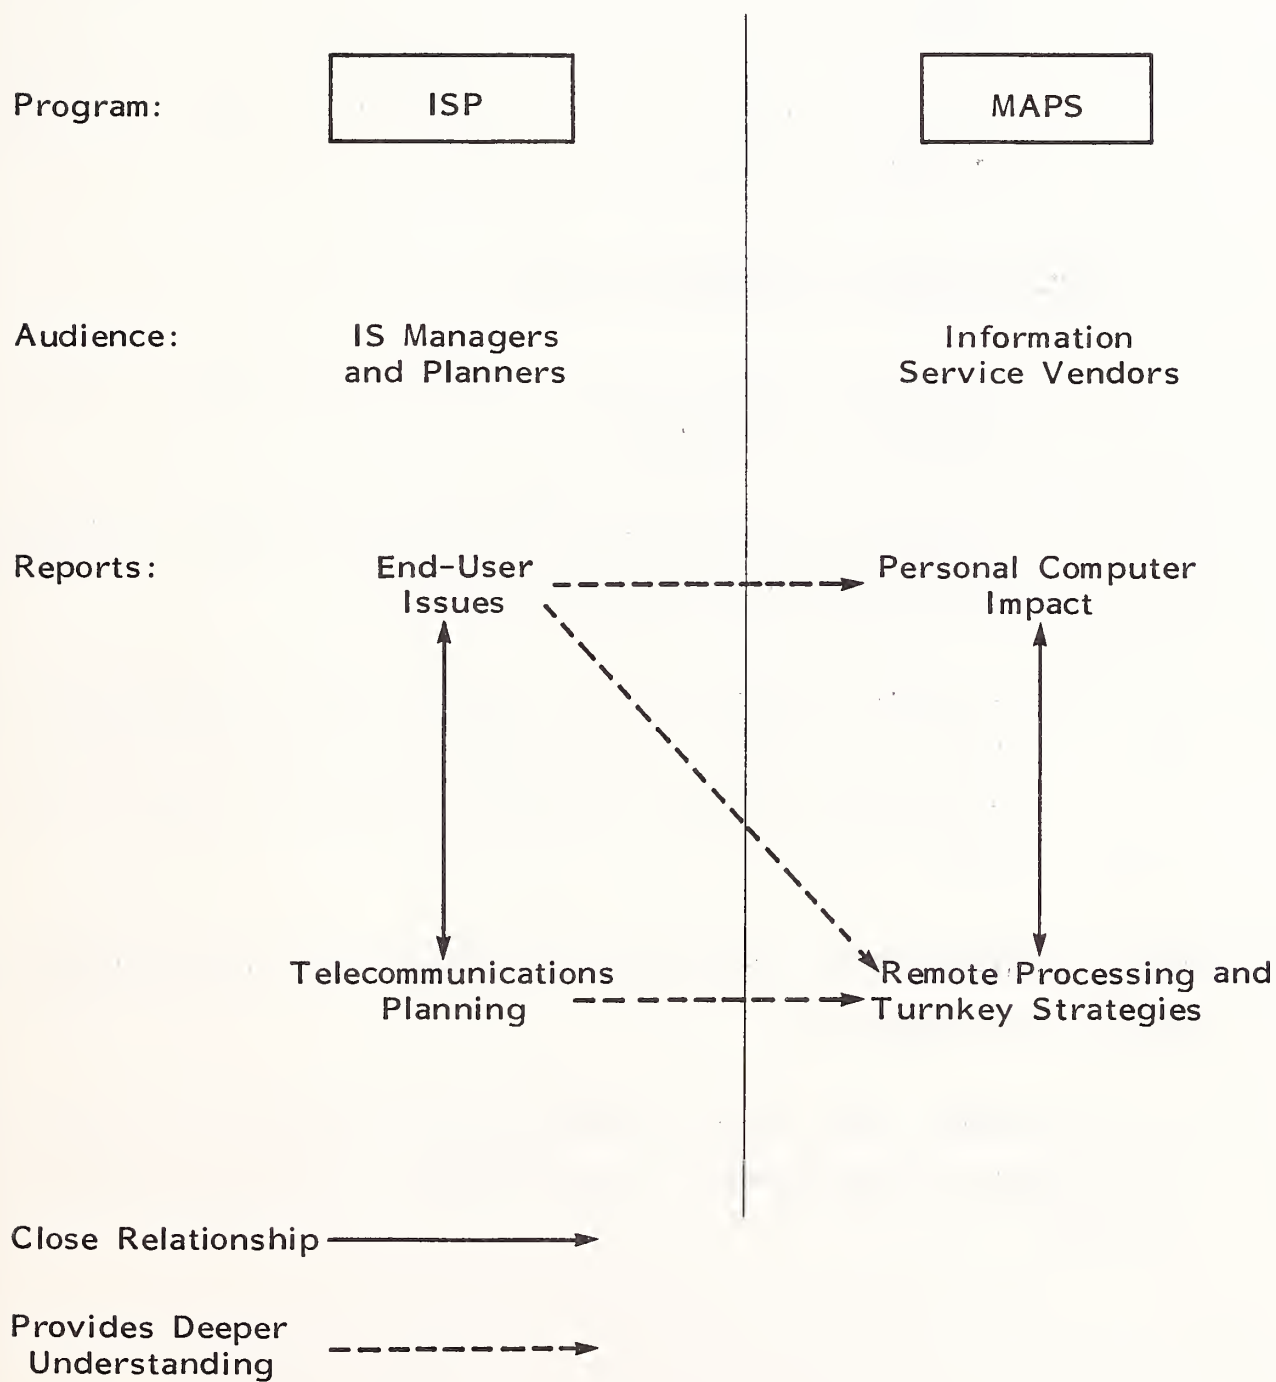 Program:
ISP
MAPS
Audience:
IS Managers
and Planners
Information
Service Vendors
Reports:
End-User
Issues
Personal Computer
Impact
Telecommunications
Planning
Remote Processing and
Turnkey Strategies
Close Relationship
Provides Deeper
Understanding